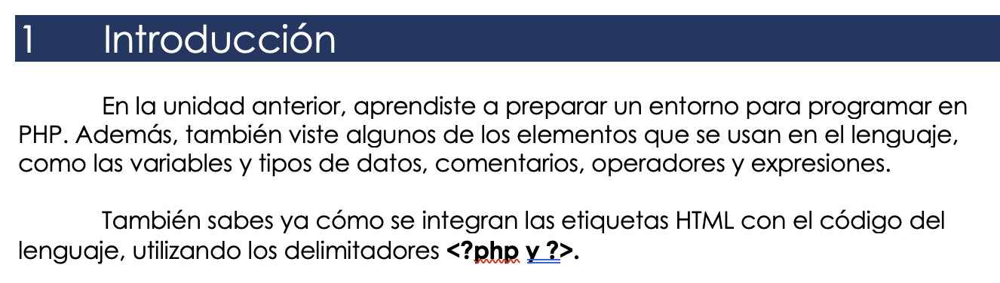 1 Introducción
En la unidad anterior, aprendiste a preparar un entorno para programar en
PHP. Además, también viste algunos de los elementos que se usan en el lenguaje,
como las variables y tipos de datos, comentarios, operadores y expresiones.
También sabes ya cómo se integran las etiquetas HTML con el código del
lenguaje, utilizando los delimitadores <?php y ?>.